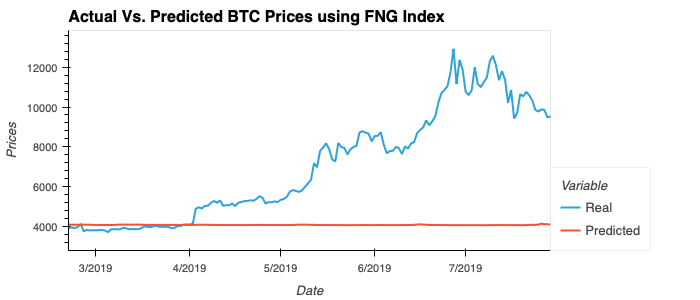 Actual Vs. Predicted BTC Prices using FNG Index
Prices
12000
10000
8000
6000
4000
3/2019
4/2019
5/2019
6/2019
7/2019
Date
Variable
Real
Predicted